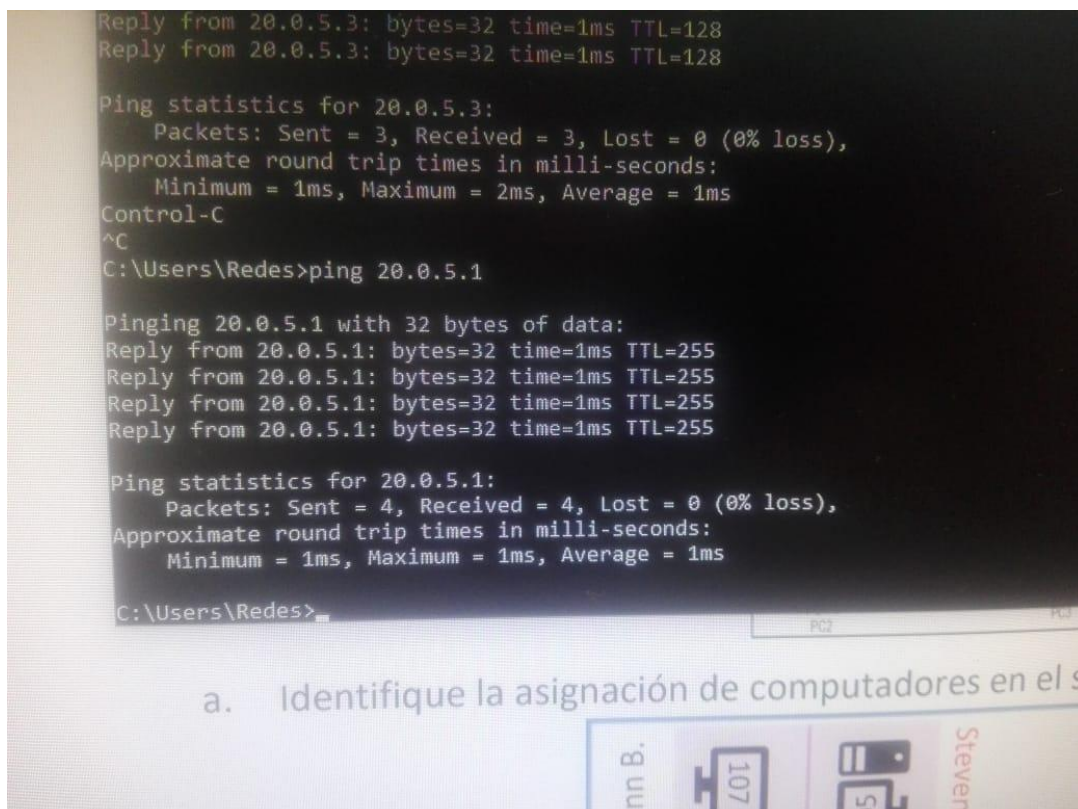 Reply from 20.0.5.3: bytes=32 time=1ms TTL=128
Reply from 20.0.5.3: bytes=32 time=1ms TTL=128
Ping statistics for 20.0.5.3:
Packets: Sent = 3, Received = 3, Lost = 0 (0% loss),
Approximate round trip times in milli-seconds:
Minimum = 1ms, Maximum = 2ms, Average = 1ms
Control-C
^C
C:\Users\Redes>ping 20.0.5.1
Pinging 20.0.5.1 with 32 bytes of data:
Reply from 20.0.5.1: bytes=32 time=1ms TTL=255
Reply from 20.0.5.1: bytes=32 time=1ms TTL=255
Reply from 20.0.5.1: bytes=32 time=1ms TTL=255
Reply from 20.0.5.1: bytes=32 time=1ms TTL=255
Ping statistics for 20.0.5.1:
Packets: Sent = 4, Received = 4, Lost = 0 (0% loss),
Approximate round trip times in milli-seconds:
Minimum = 1ms, Maximum = 1ms, Average = 1ms
C:\Users\Redes>_
PC2
a. Identifique la asignación de computadores en el
nn B.
107
5
Steven